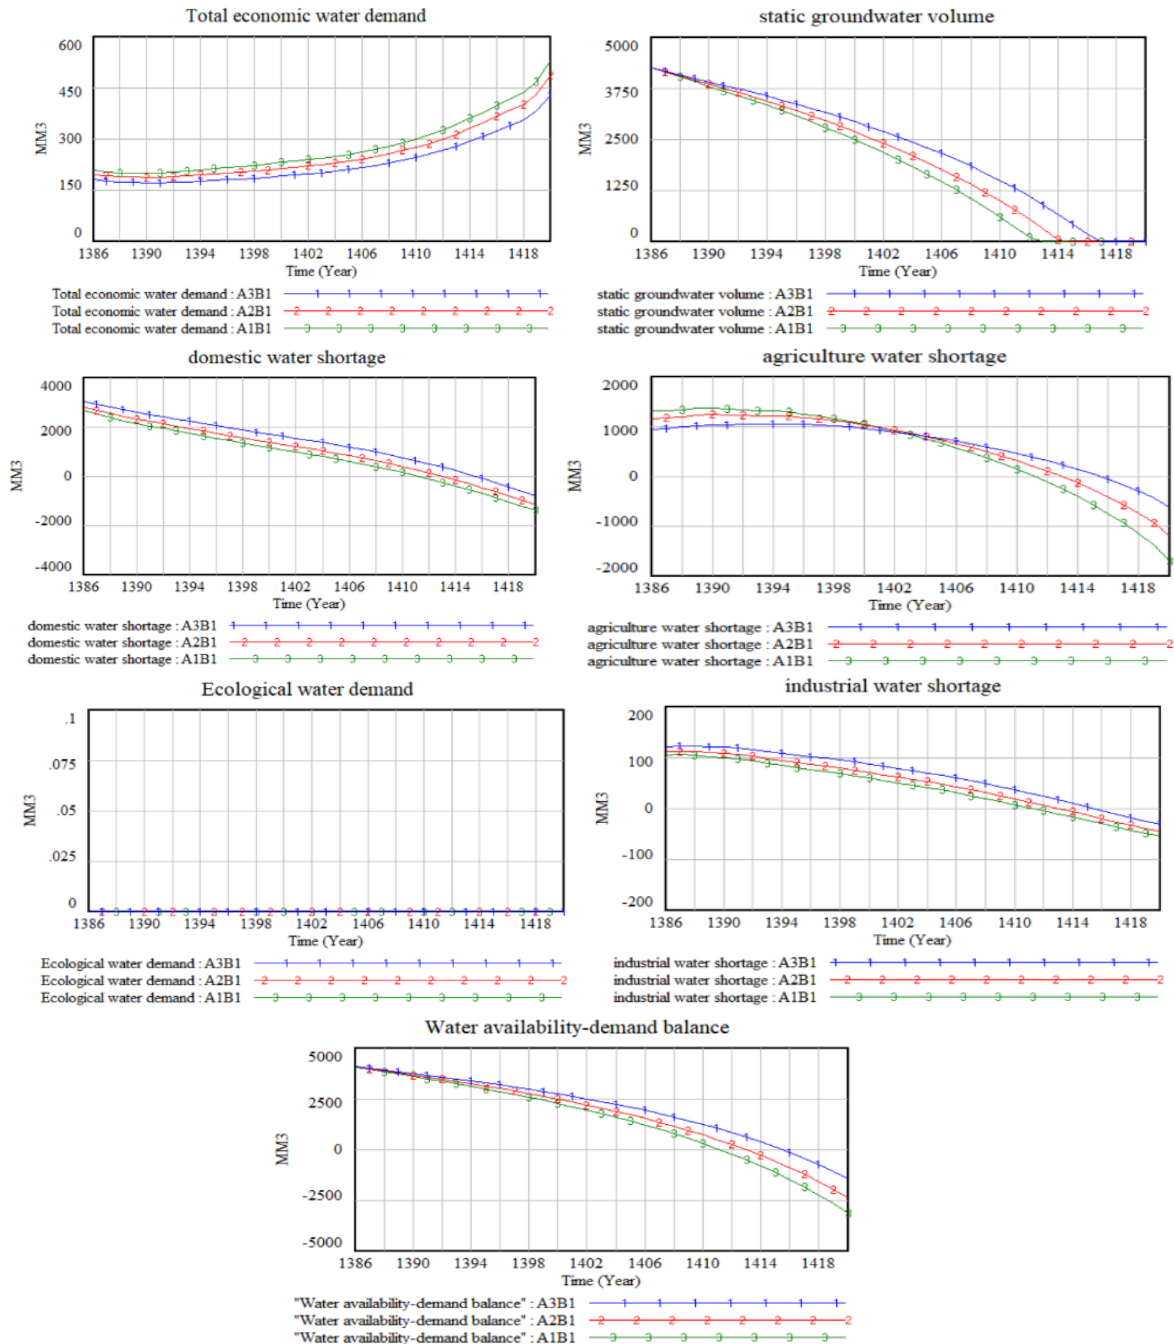 Total economic water demand
600
450
300
150
0
MM3
1386 1390 1394 1398 1402 1406 1410 1414 1418
Time (Year)
Total economic water demand : A3B1
Total economic water demand : A2B1
Total economic water demand : A1B1
static groundwater volume
5000
3750
2500
1250
0
MM3
1386 1390 1394 1398 1402 1406 1410 1414 1418
Time (Year)
static groundwater volume : A3B1
static groundwater volume : A2B1
static groundwater volume : A1B1
domestic water shortage
4000
2000
0
-2000
-4000
MM3
1386 1390 1394 1398 1402 1406 1410 1414 1418
Time (Year)
domestic water shortage : A3B1
domestic water shortage : A2B1
domestic water shortage : A1B1
agriculture water shortage
2000
1000
0
-1000
-2000
MM3
1386 1390 1394 1398 1402 1406 1410 1414 1418
Time (Year)
agriculture water shortage : A3B1
agriculture water shortage : A2B1
agriculture water shortage : A1B1
Ecological water demand
.1
.075
.05
.025
0
MM3
1386 1390 1394 1398 1402 1406 1410 1414 1418
Time (Year)
Ecological water demand : A3B1
Ecological water demand : A2B1
Ecological water demand : A1B1
industrial water shortage
200
100
0
-100
-200
MM3
1386 1390 1394 1398 1402 1406 1410 1414 1418
Time (Year)
industrial water shortage : A3B1
industrial water shortage : A2B1
industrial water shortage : A1B1
Water availability-demand balance
5000
2500
0
-2500
-5000
MM3
1386 1390 1394 1398 1402 1406 1410 1414 1418
Time (Year)
"Water availability-demand balance" : A3B1
"Water availability-demand balance" : A2B1
"Water availability-demand balance" : A1B1